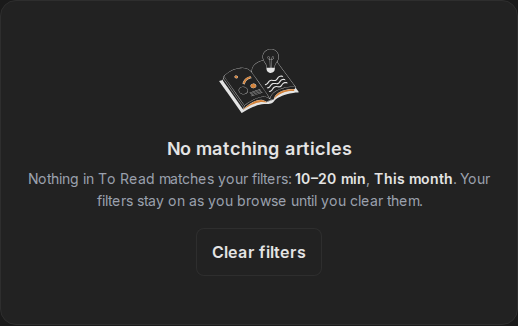 No matching articles
Nothing in To Read matches your filters: 10–20 min, This month. Your
filters stay on as you browse until you clear them.
Clear filters